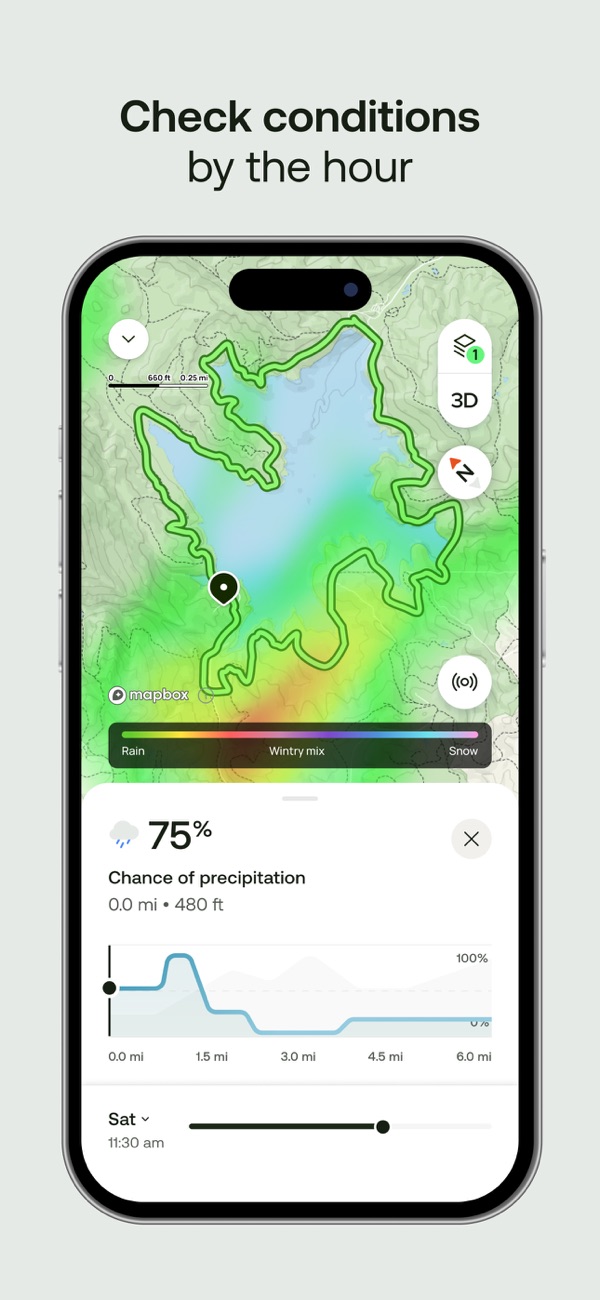 Check conditions
by the hour
0 660 ft 0.25 mi
1
3D
N
mapbox
Rain Wintry mix Snow
75%
Chance of precipitation
0.0 mi • 480 ft
100%
0%
0.0 mi 1.5 mi 3.0 mi 4.5 mi 6.0 mi
Sat
11:30 am